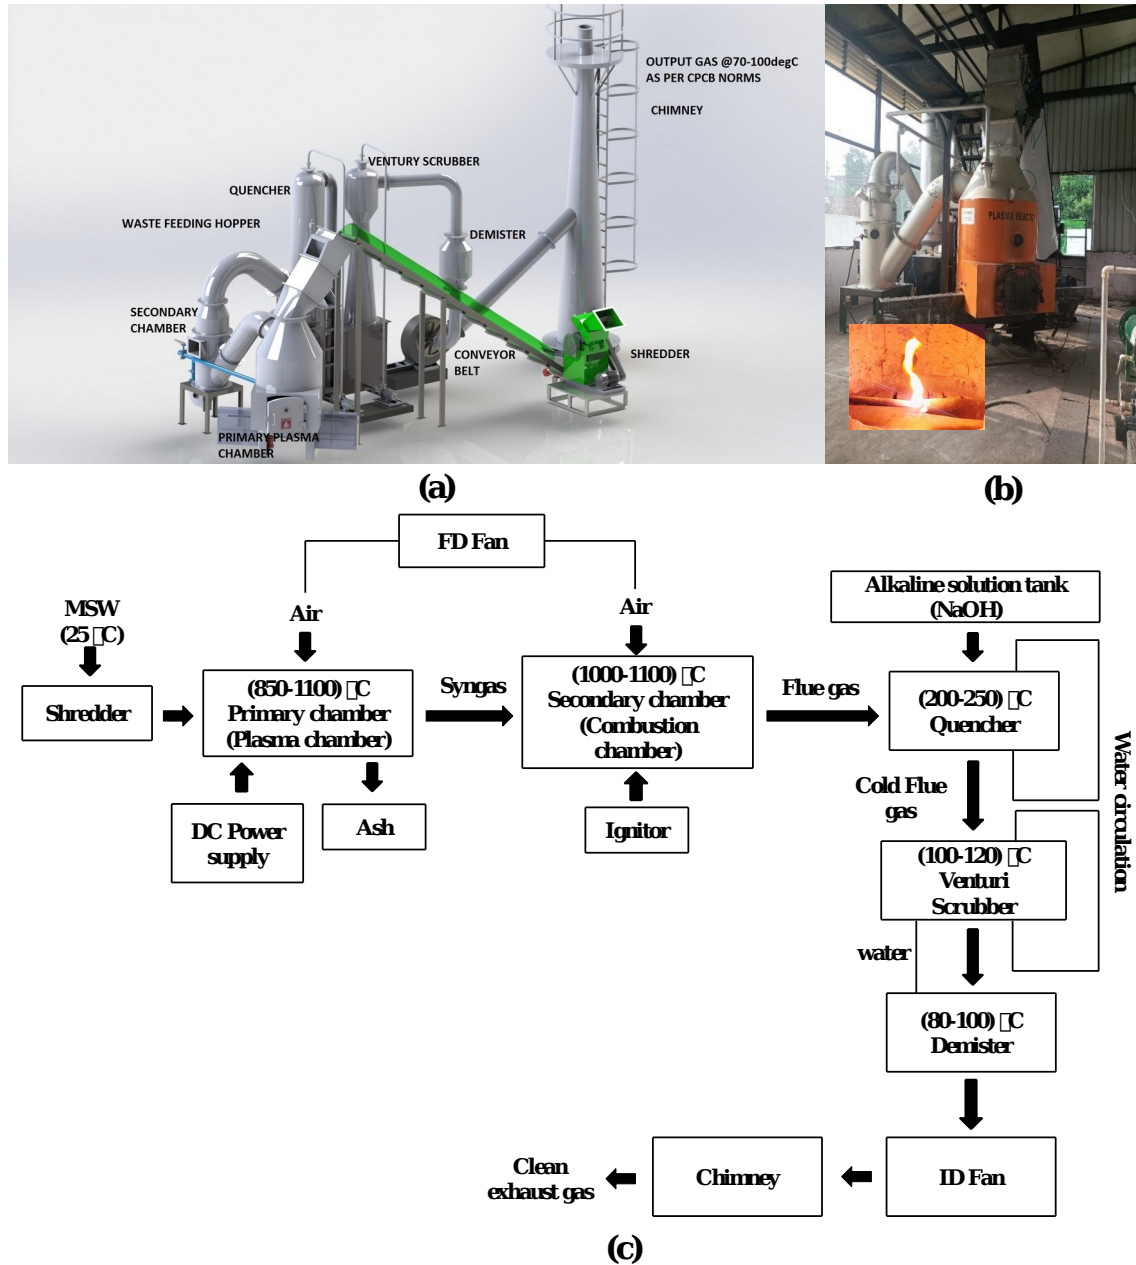 OUTPUT GAS @70-100degC
AS PER CPCB NORMS
CHIMNEY
VENTURY SCRUBBER
QUENCHER
WASTE FEEDING HOPPER
DEMISTER
SECONDARY
CHAMBER
CONVEYOR
BELT
SHREDDER
PRIMARY PLASMA
CHAMBER
PLASMA REACTO
(a)
(b)
FD Fan
MSW
(25 °C)
Air
Air
Alkaline solution tank
(NaOH)
Shredder
(850-1100) °C
Primary chamber
(Plasma chamber)
Syngas
(1000-1100) °C
Secondary chamber
(Combustion
chamber)
Flue gas
(200-250) °C
Quencher
Water circulation
DC Power
supply
Ash
Ignitor
Cold Flue
gas
(100-120) °C
Venturi
Scrubber
water
(80-100) °C
Demister
Clean
exhaust gas
Chimney
ID Fan
(c)